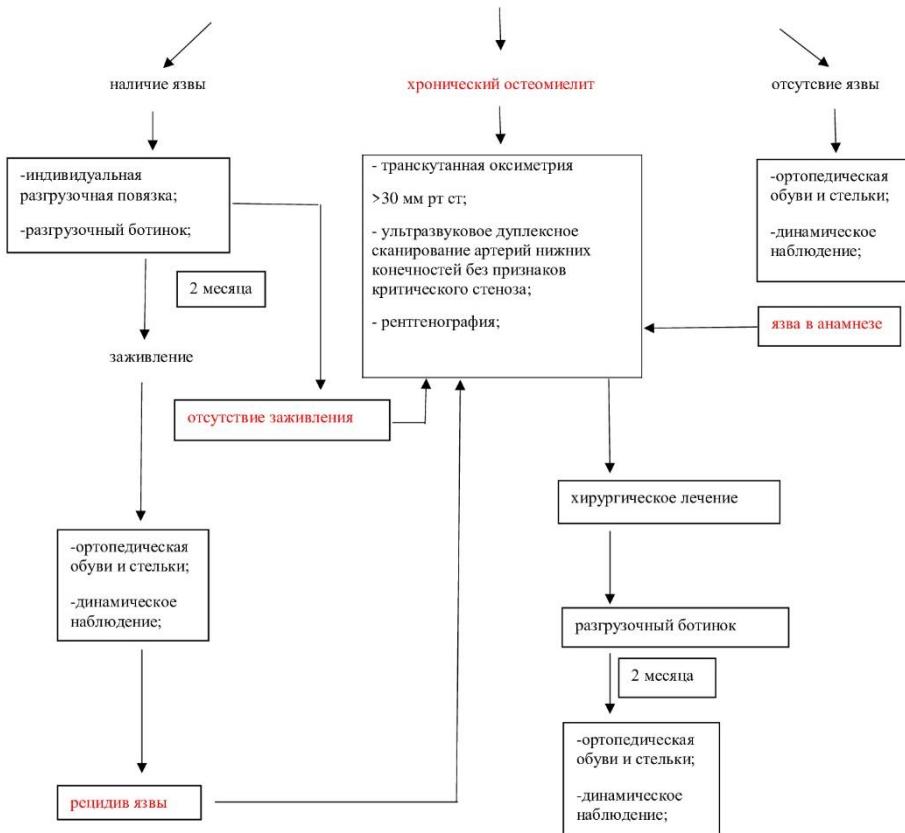 наличие язвы
хронический остеомиелит
отсутсвие язвы
-индивидуальная
разгрузочная повязка;
-разгрузочный ботинок;
- транскутанная оксиметрия
>30 мм рт ст;
- ультразвуковое дуплексное
сканирование артерий нижних
конечностей без признаков
критического стеноза;
- рентгенография;
-ортопедическая
обуви и стельки;
-динамическое
наблюдение;
2 месяца
язва в анамнезе
заживление
отсутствие заживления
хирургическое лечение
-ортопедическая
обуви и стельки;
-динамическое
наблюдение;
разгрузочный ботинок
2 месяца
рецидив язвы
-ортопедическая
обуви и стельки;
-динамическое
наблюдение;